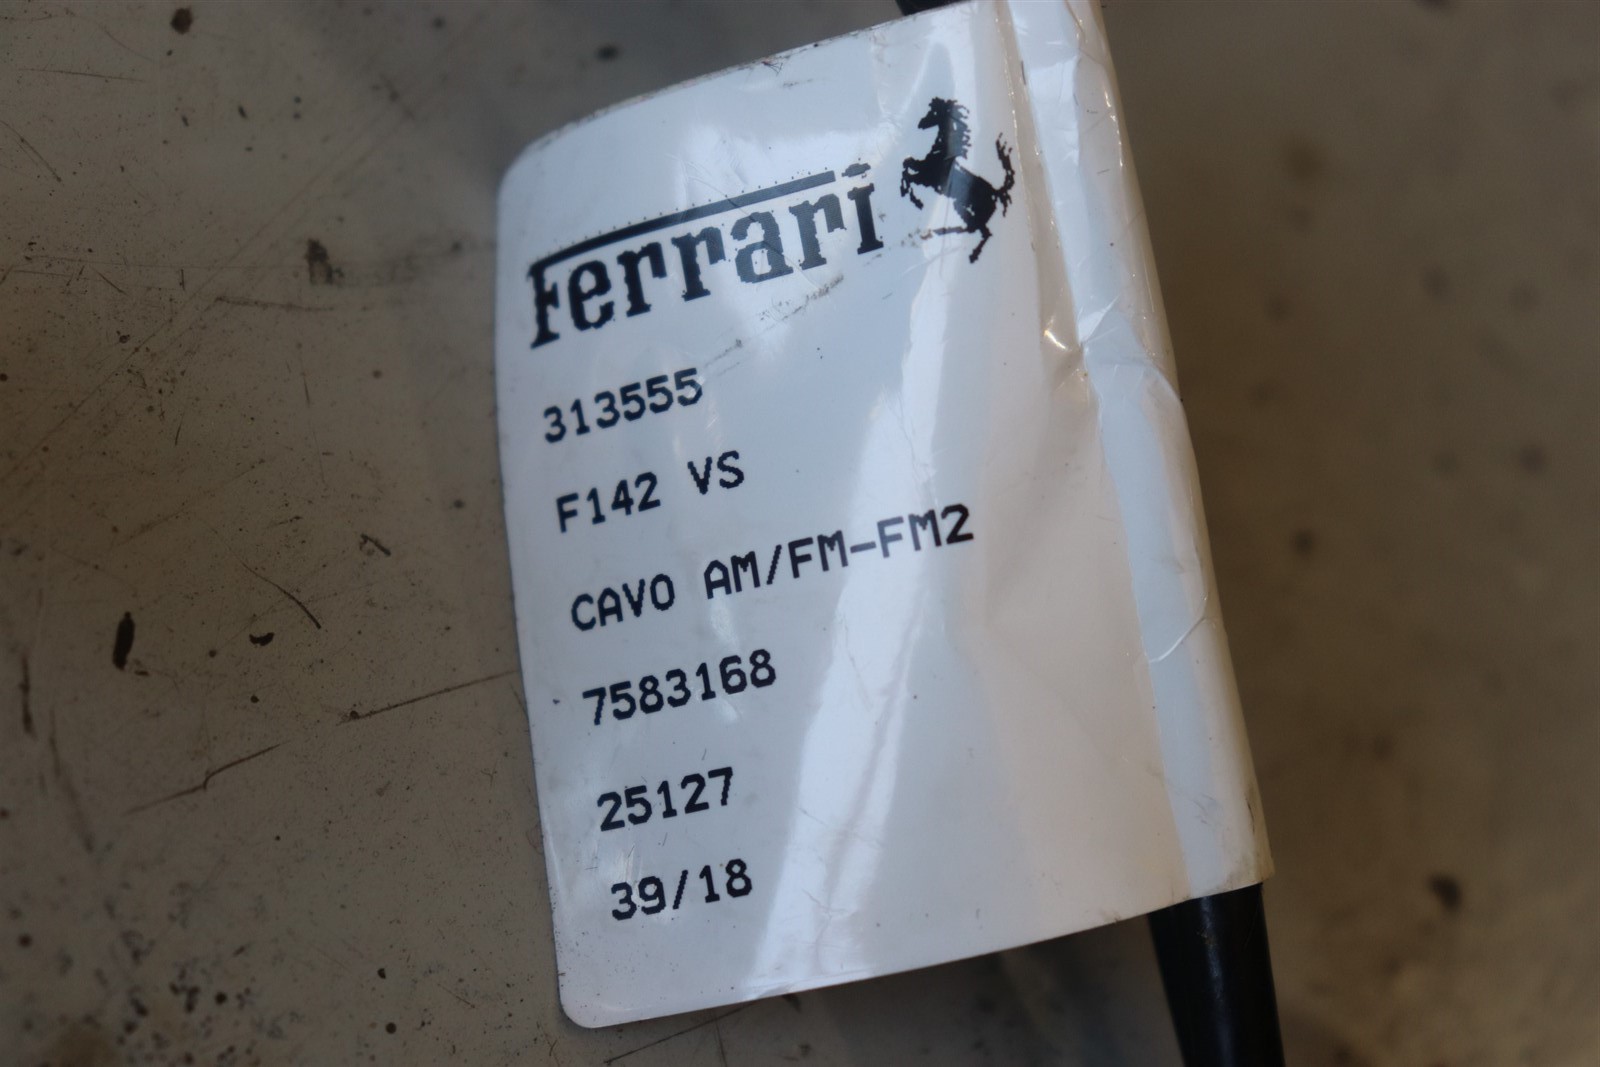 Ferrari
313555
F142 VS
CAVO AM/FM-FM2
7583168
25127
39/18